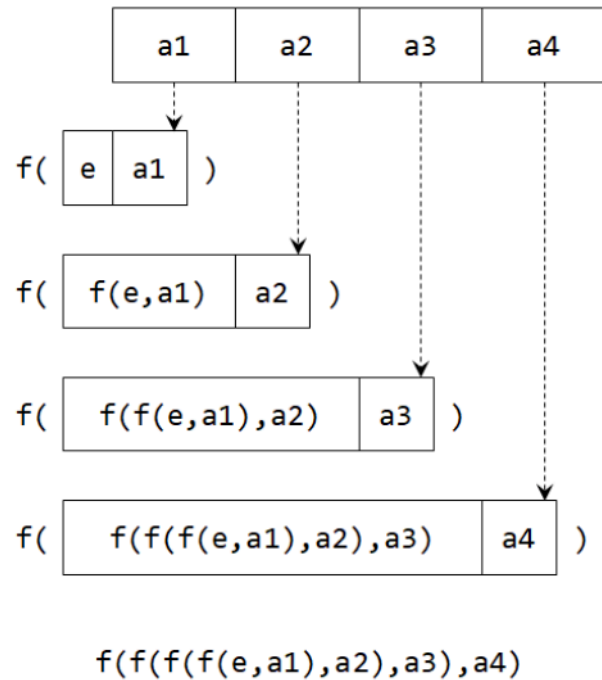 a1 a2 a3 a4
f( e a1 )
f( f(e,a1) a2 )
f( f(f(e,a1),a2) a3 )
f( f(f(f(e,a1),a2),a3) a4 )
f(f(f(f(e,a1),a2),a3),a4)